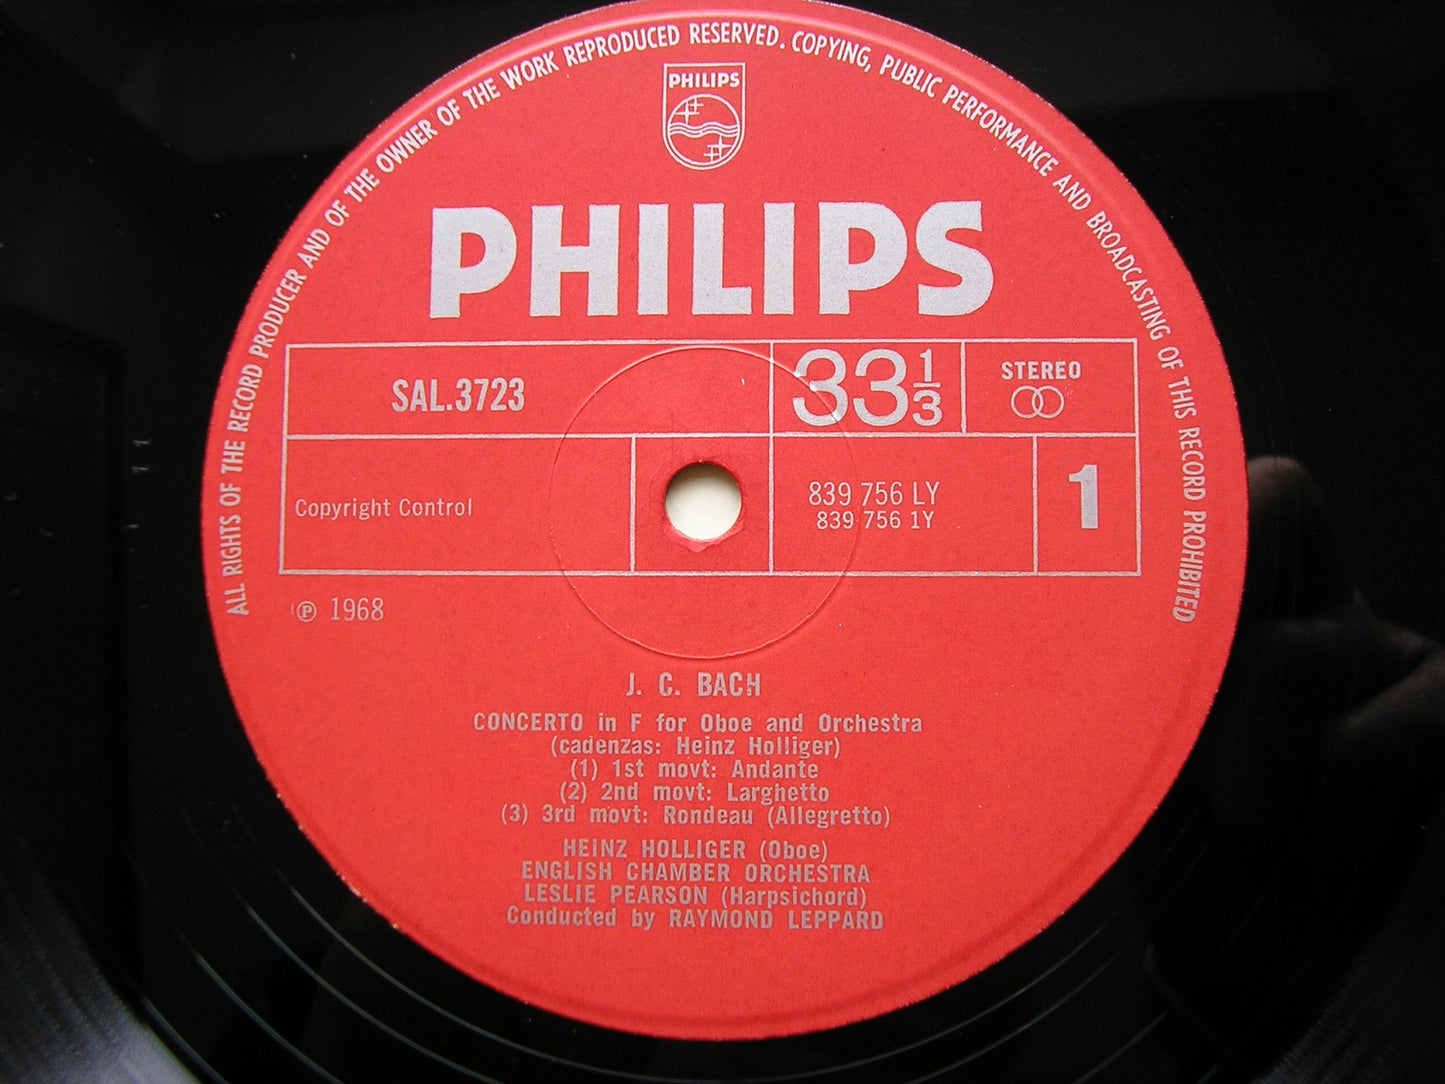 ALL RIGHTS OF THE RECORD PRODUCER AND OF THE OWNER OF THE WORK REPRODUCED RESERVED. COPYING, PUBLIC PERFORMANCE AND BROADCASTING OF THIS RECORD PROHIBITED
PHILIPS
PHILIPS
SAL.3723
33 1/3
STEREO
Copyright Control
839 756 LY
839 756 1Y
1
℗ 1968
J. C. BACH
CONCERTO in F for Oboe and Orchestra
(cadenzas: Heinz Holliger)
(1) 1st movt: Andante
(2) 2nd movt: Larghetto
(3) 3rd movt: Rondeau (Allegretto)
HEINZ HOLLIGER (Oboe)
ENGLISH CHAMBER ORCHESTRA
LESLIE PEARSON (Harpsichord)
Conducted by RAYMOND LEPPARD